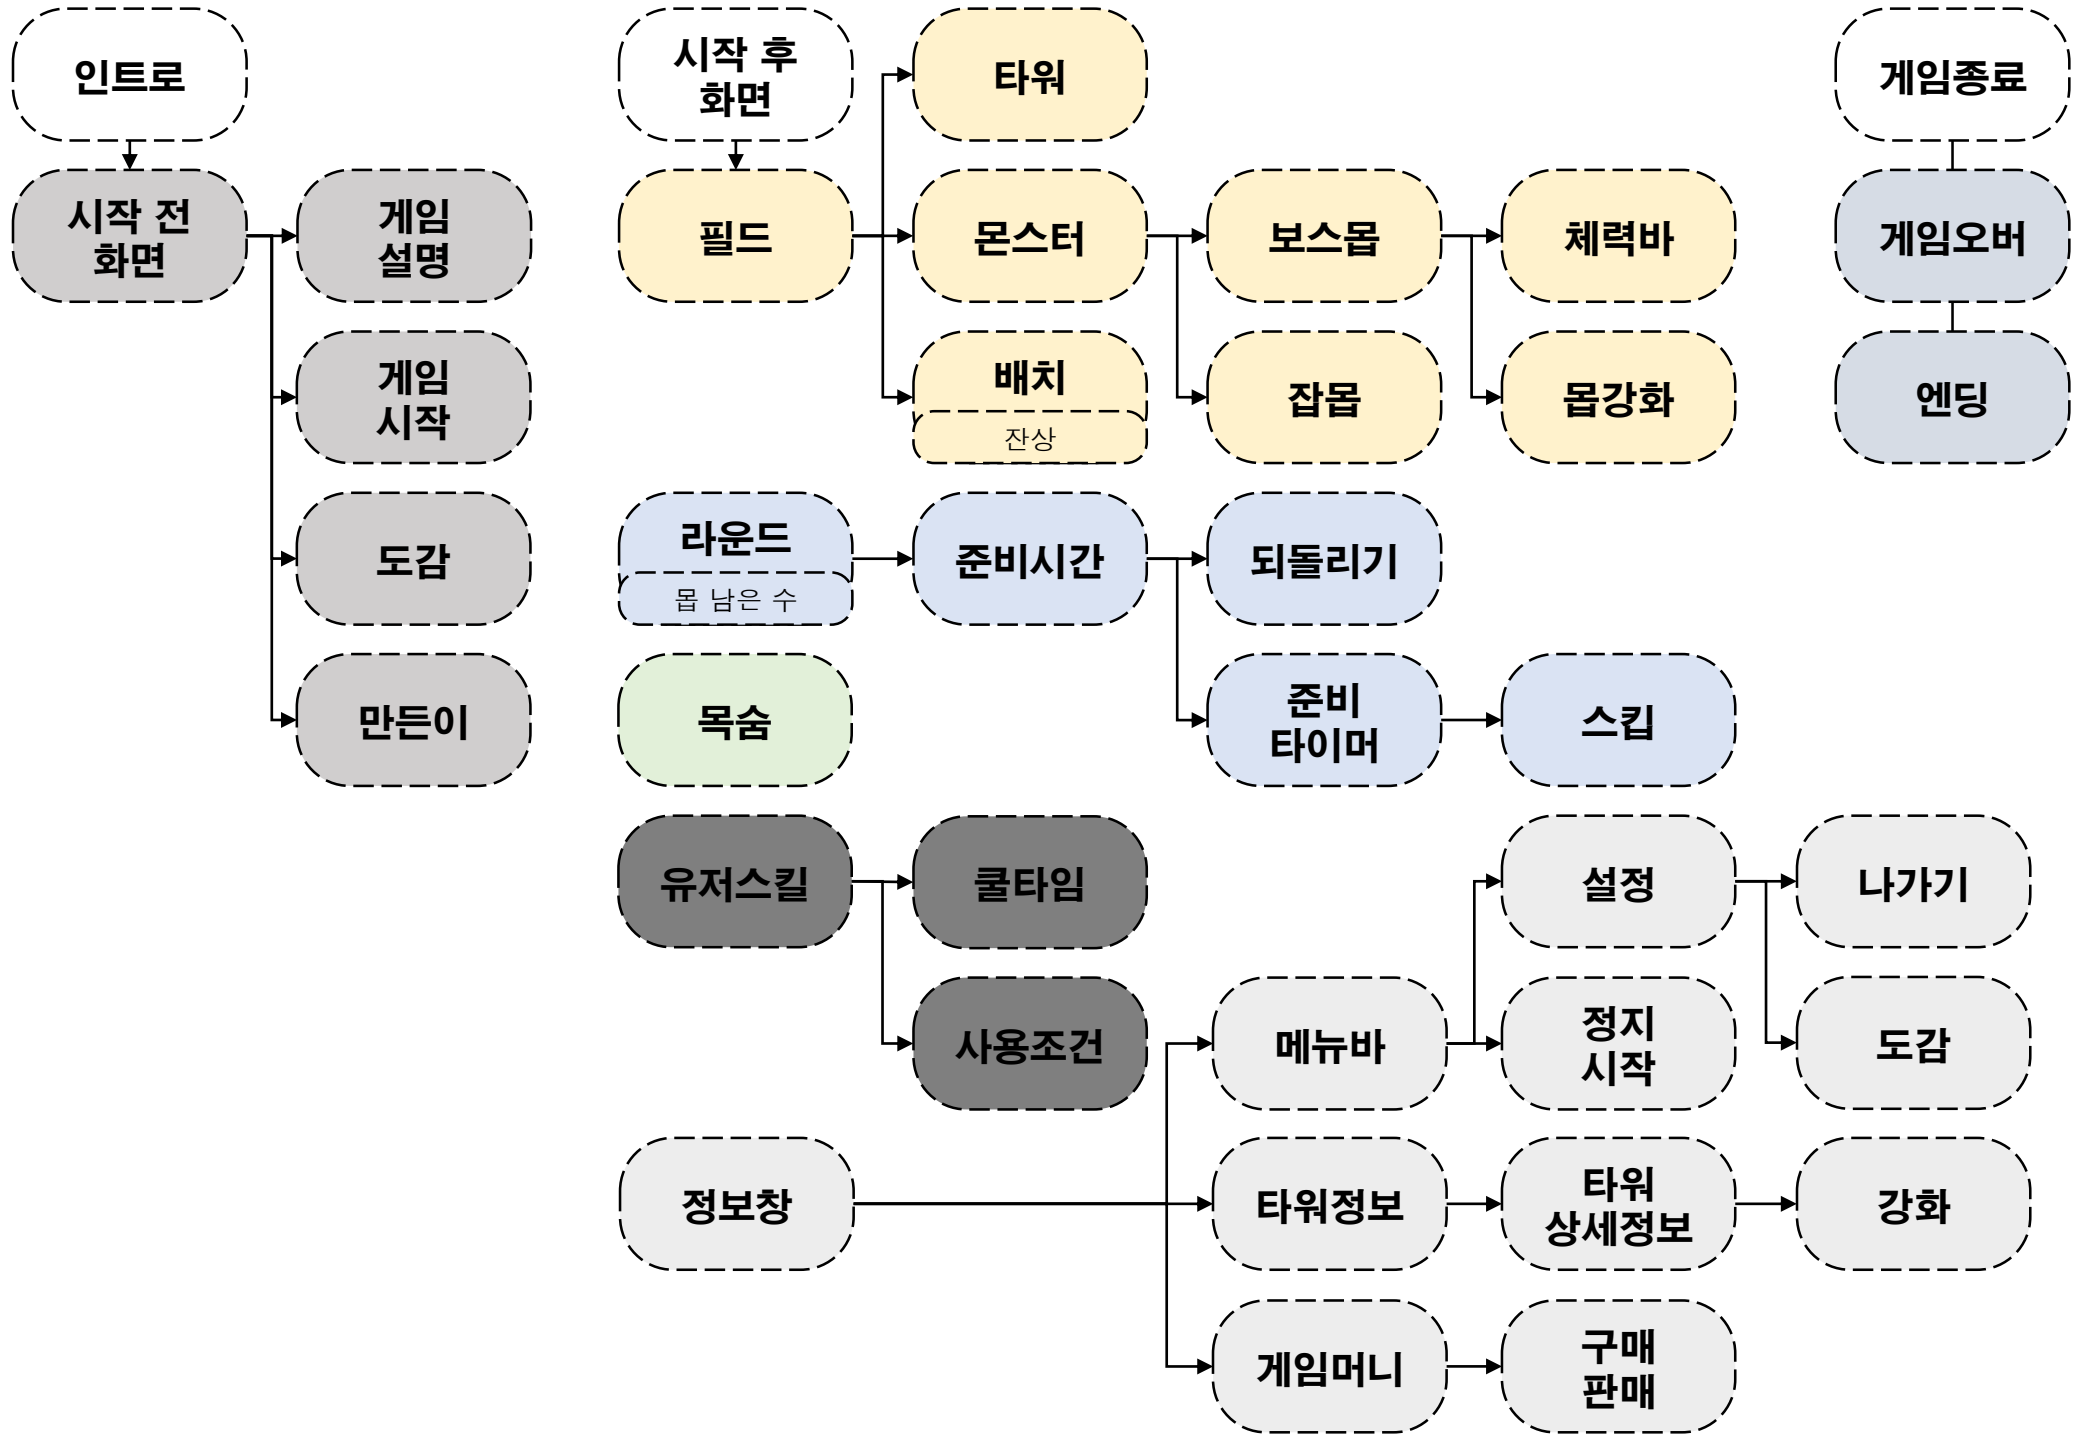 인트로
시작 후
화면
타워
게임종료
시작 전
화면
게임
설명
필드
몬스터
보스몹
체력바
게임오버
게임
시작
배치
잔상
잡몹
몹강화
엔딩
도감
라운드
몹 남은 수
준비시간
되돌리기
만든이
목숨
준비
타이머
스킵
유저스킬
쿨타임
설정
나가기
사용조건
메뉴바
정지
시작
도감
정보창
타워정보
타워
상세정보
강화
게임머니
구매
판매